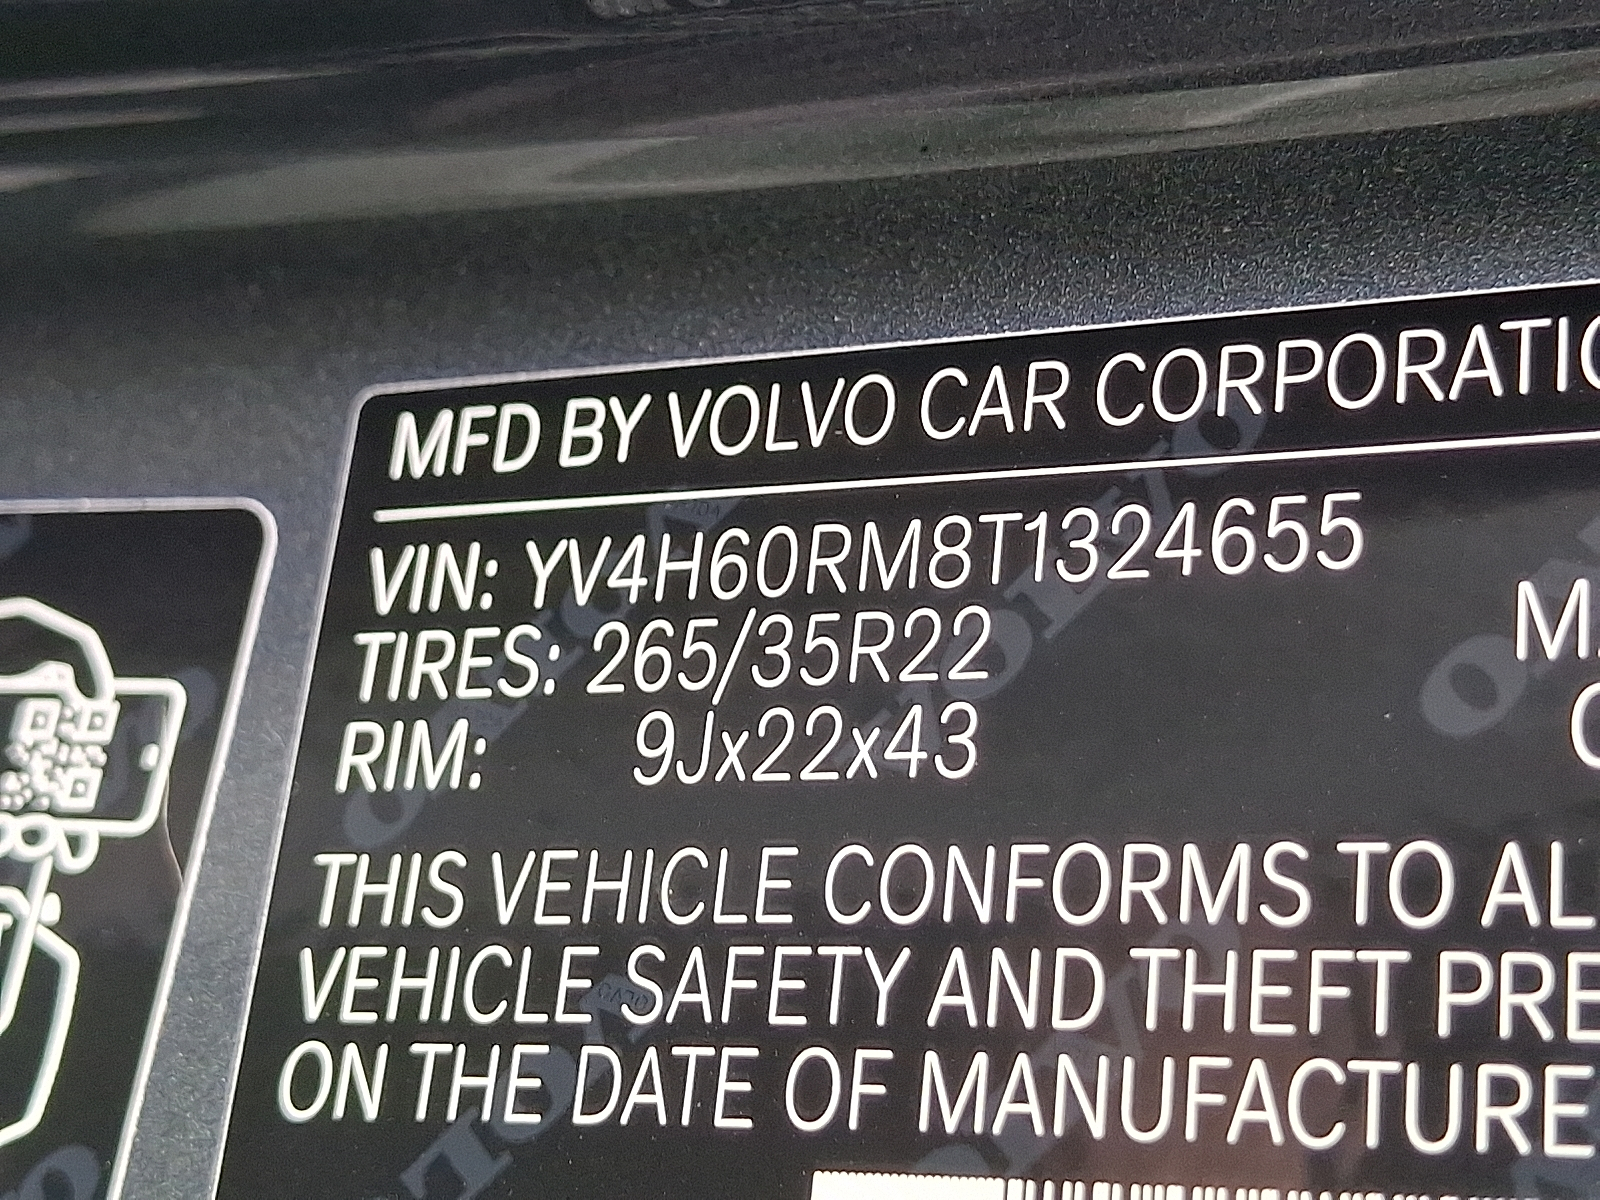 MFD BY VOLVO CAR CORPORATIO
VIN: YV4H60RM8T1324655
TIRES: 265/35R22
RIM: 9Jx22x43
THIS VEHICLE CONFORMS TO AL
VEHICLE SAFETY AND THEFT PRE
ON THE DATE OF MANUFACTURE